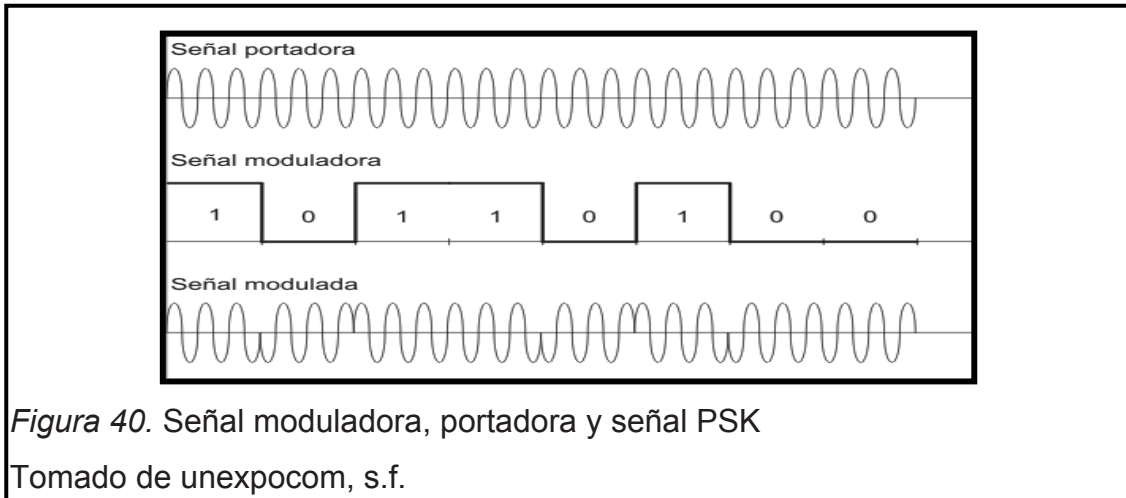 Señal portadora
Señal moduladora
1 0 1 1 0 1 0 0
Señal modulada
Figura 40. Señal moduladora, portadora y señal PSK
Tomado de unexpocom, s.f.